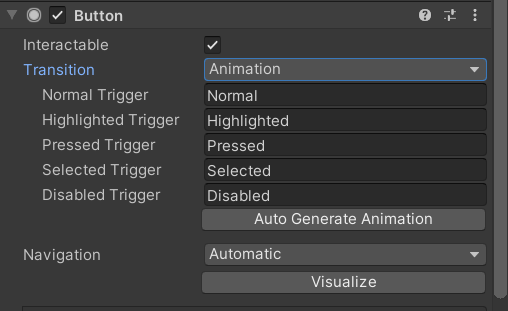 Button
Interactable
Transition Animation
Normal Trigger Normal
Highlighted Trigger Highlighted
Pressed Trigger Pressed
Selected Trigger Selected
Disabled Trigger Disabled
Auto Generate Animation
Navigation Automatic
Visualize